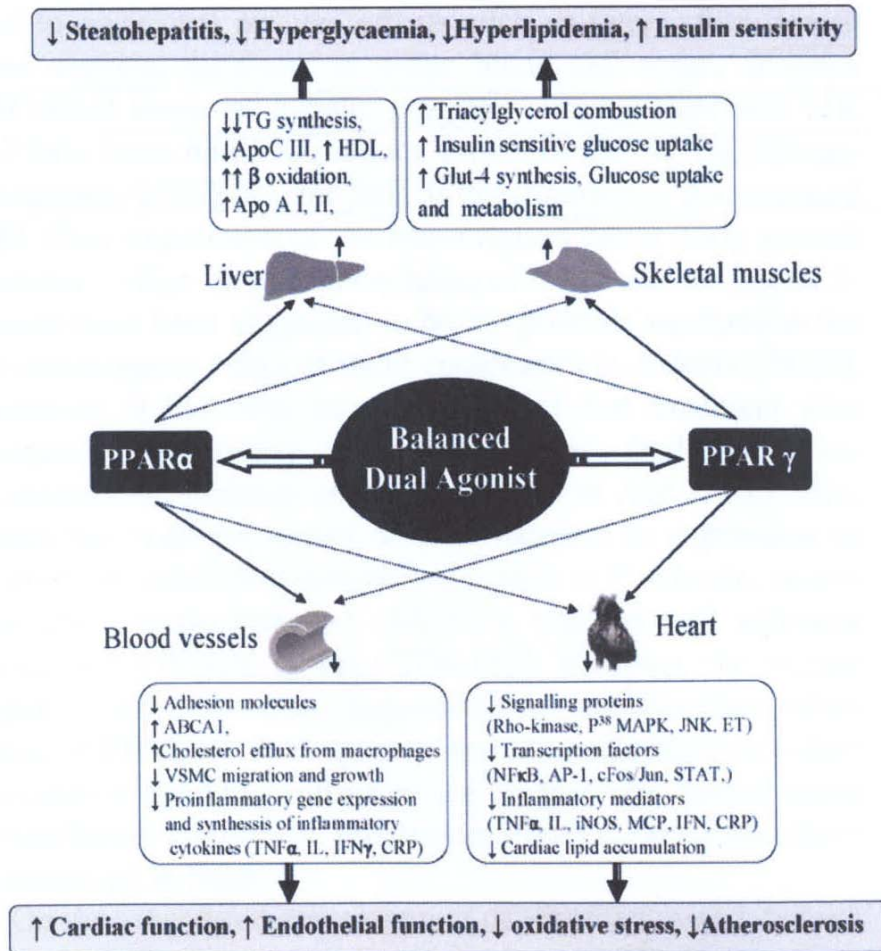 ↓ Steatohepatitis, ↓ Hyperglycaemia, ↓Hyperlipidemia, ↑ Insulin sensitivity
↓↓TG synthesis,
↓ApoC III, ↑ HDL,
↑↑ β oxidation,
↑Apo A I, II,
↑ Triacylglycerol combustion
↑ Insulin sensitive glucose uptake
↑ Glut-4 synthesis, Glucose uptake
and metabolism
Liver
Skeletal muscles
PPARα
Balanced
Dual Agonist
PPAR γ
Blood vessels
Heart
↓ Adhesion molecules
↑ ABCA1,
↑Cholesterol efflux from macrophages
↓ VSMC migration and growth
↓ Proinflammatory gene expression
and synthesis of inflammatory
cytokines (TNFα, IL, IFNγ, CRP)
↓ Signalling proteins
(Rho-kinase, P³⁸ MAPK, JNK, ET)
↓ Transcription factors
(NFκB, AP-1, cFos/Jun, STAT,)
↓ Inflammatory mediators
(TNFα, IL, iNOS, MCP, IFN, CRP)
↓ Cardiac lipid accumulation
↑ Cardiac function, ↑ Endothelial function, ↓ oxidative stress, ↓Atherosclerosis